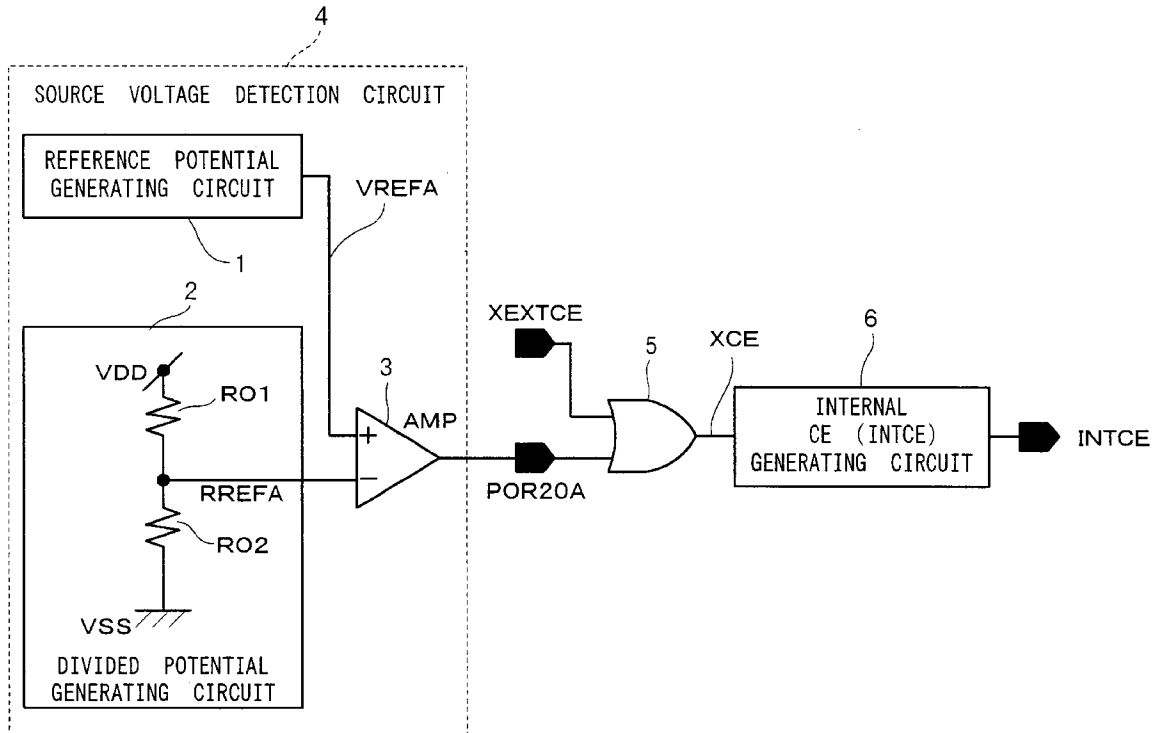 4
SOURCE VOLTAGE DETECTION CIRCUIT
REFERENCE POTENTIAL
GENERATING CIRCUIT
VREFA
1
2
VDD
RO1
RREFA
RO2
VSS
DIVIDED POTENTIAL
GENERATING CIRCUIT
3
AMP
+
−
XEXTCE
POR20A
5
XCE
6
INTERNAL
CE (INTCE)
GENERATING CIRCUIT
INTCE